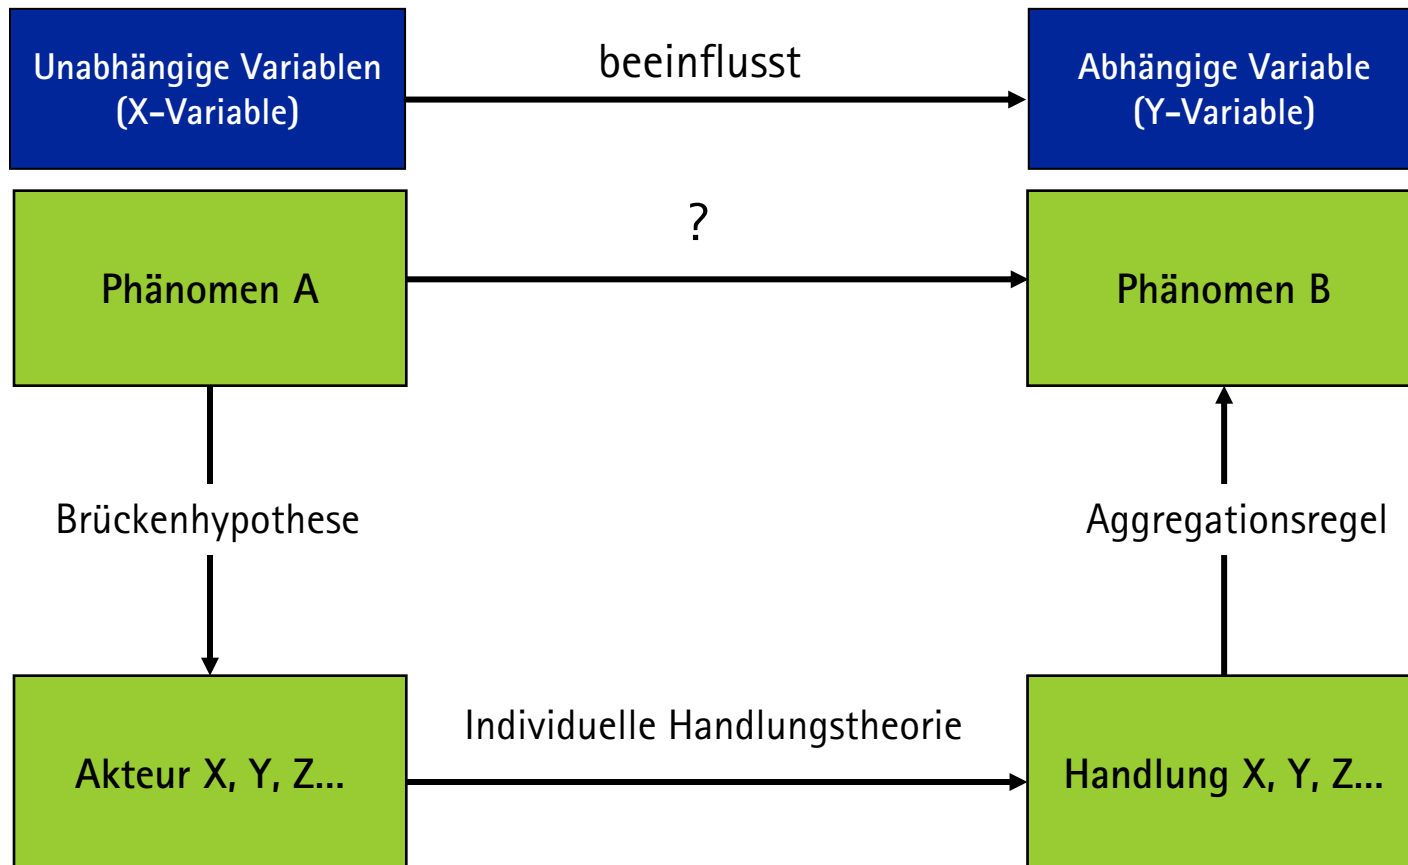 Unabhängige Variablen
(X-Variable)
beeinflusst
Abhängige Variable
(Y-Variable)
Phänomen A
?
Phänomen B
Brückenhypothese
Aggregationsregel
Akteur X, Y, Z...
Individuelle Handlungstheorie
Handlung X, Y, Z...